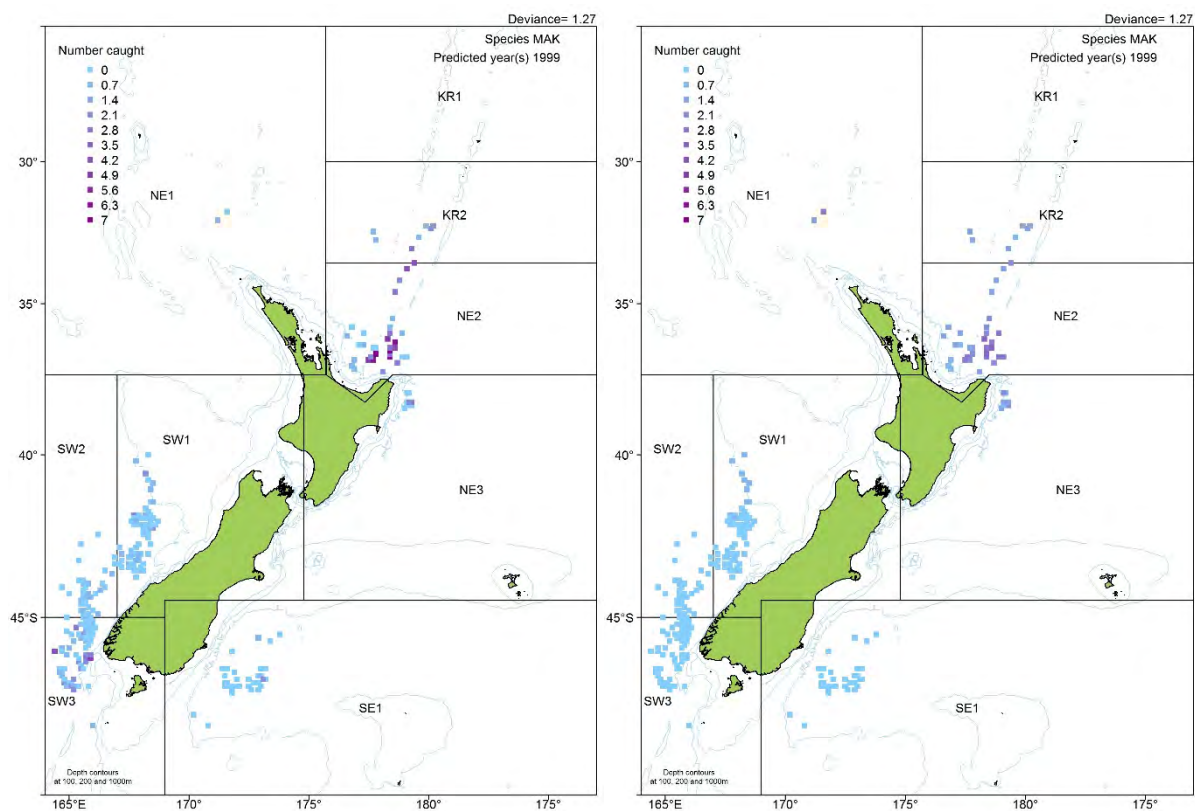 Deviance= 1.27
Species MAK
Predicted year(s) 1999
Number caught
0
0.7
1.4
2.1
2.8
3.5
4.2
4.9
5.6
6.3
7
KR1
30°
NE1
KR2
35°
NE2
SW2
SW1
40°
NE3
45°S
SW3
SE1
Depth contours
at 100, 200 and 1000m
165°E
170°
175°
180°
175°
Deviance= 1.27
Species MAK
Predicted year(s) 1999
Number caught
0
0.7
1.4
2.1
2.8
3.5
4.2
4.9
5.6
6.3
7
KR1
30°
NE1
KR2
35°
NE2
SW2
SW1
40°
NE3
45°S
SW3
SE1
Depth contours
at 100, 200 and 1000m
165°E
170°
175°
180°
175°